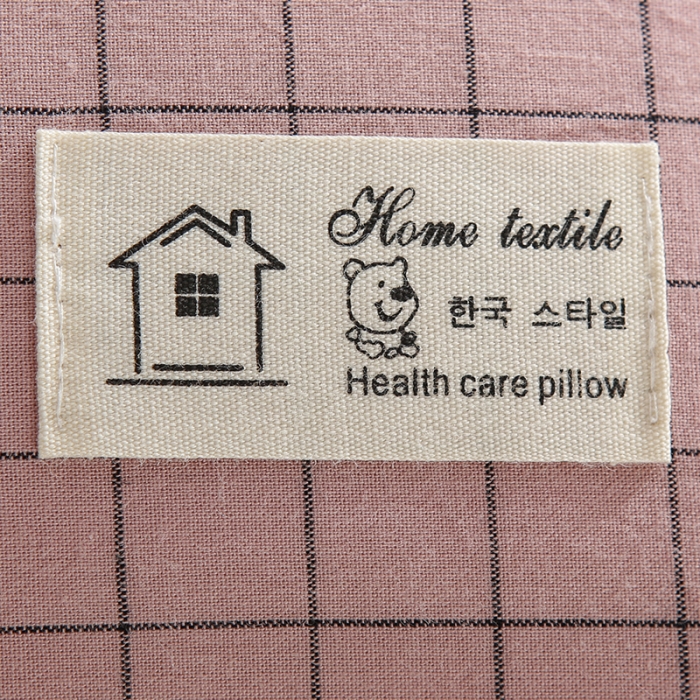 Home textile
한국 스타일
Health care pillow